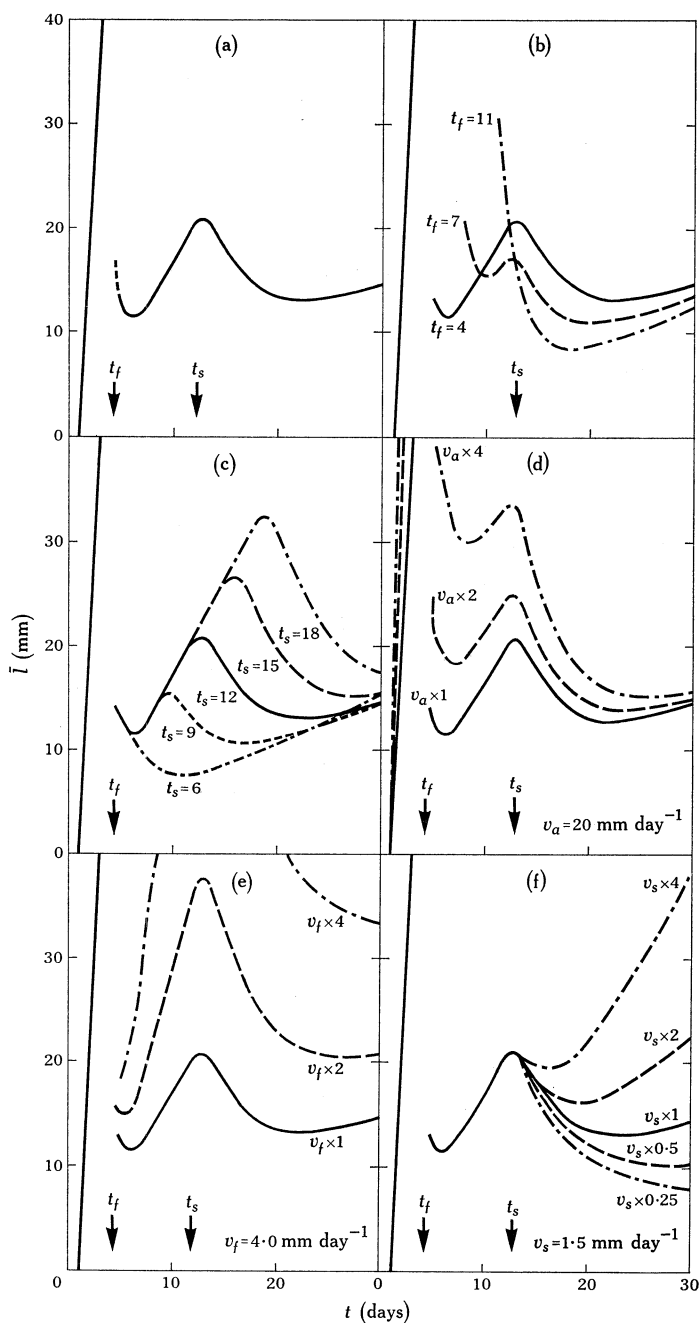 40
(a)
(b)
30
t_f=11
20
t_f=7
10
t_f=4
t_f
t_s
t_s
0
(c)
(d)
v_a×4
30
v_a×2
t_s=18
l̄ (mm)
20
t_s=15
t_s=12
v_a×1
t_s=9
10
t_s=6
t_f
t_f
t_s
v_a=20 mm day⁻¹
0
(e)
(f)
v_s×4
v_f×4
30
v_s×2
20
v_f×2
v_s×1
v_f×1
v_s×0·5
10
v_s×0·25
t_f
t_s
t_f
t_s
v_f=4·0 mm day⁻¹
v_s=1·5 mm day⁻¹
0
0
10
20
0
10
20
30
t (days)